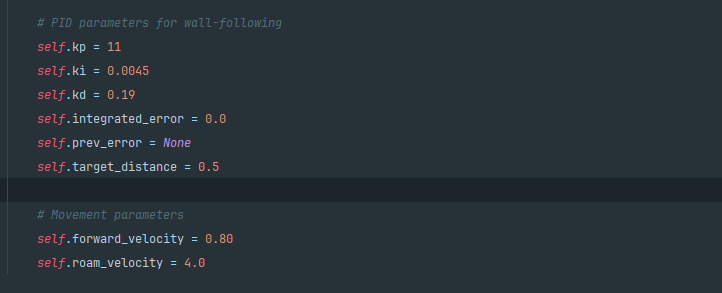 # PID parameters for wall-following
self.kp = 11
self.ki = 0.0045
self.kd = 0.19
self.integrated_error = 0.0
self.prev_error = None
self.target_distance = 0.5
# Movement parameters
self.forward_velocity = 0.80
self.roam_velocity = 4.0